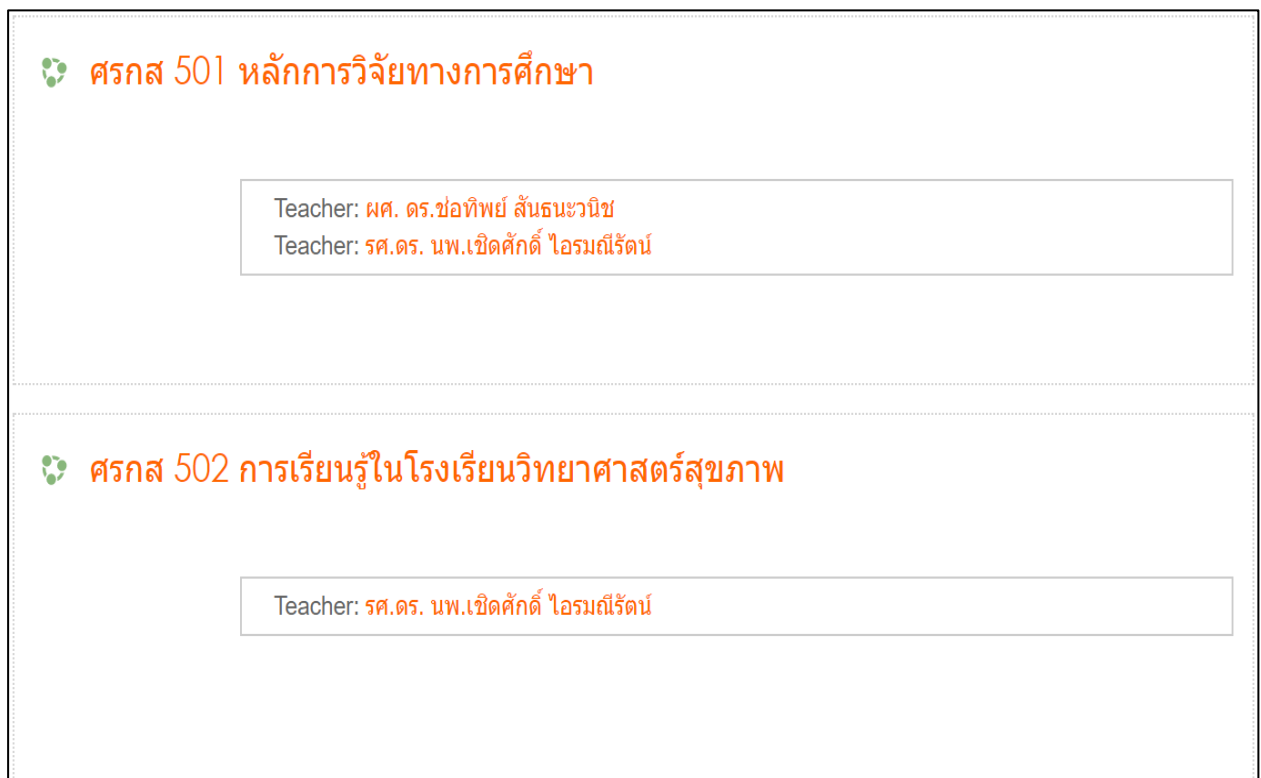 ศรกส 501 หลักการวิจัยทางการศึกษา
Teacher: ผศ. ดร.ช่อทิพย์ สันธนะวนิช
Teacher: รศ.ดร. นพ.เชิดศักดิ์ ไอรมณีรัตน์
ศรกส 502 การเรียนรู้ในโรงเรียนวิทยาศาสตร์สุขภาพ
Teacher: รศ.ดร. นพ.เชิดศักดิ์ ไอรมณีรัตน์